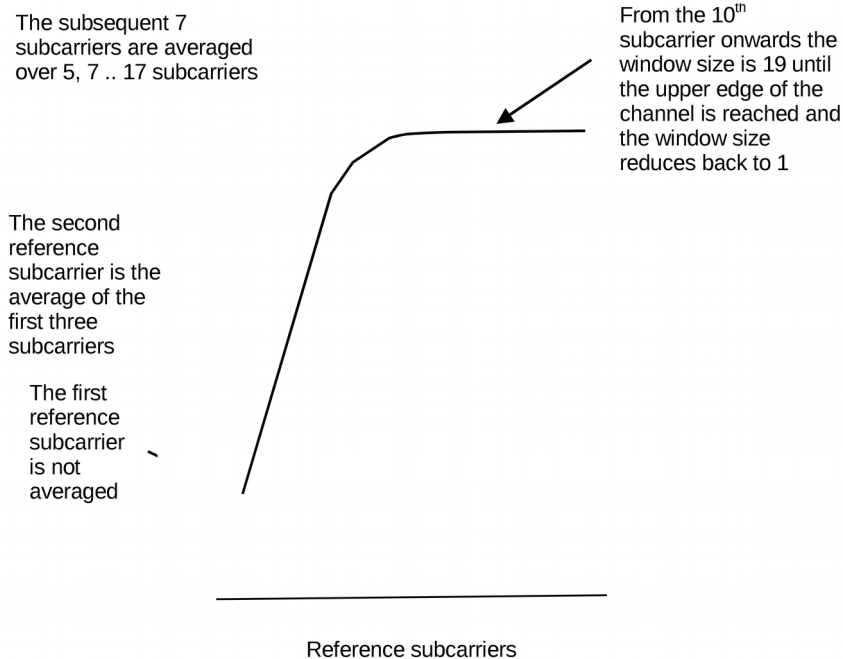 The subsequent 7
subcarriers are averaged
over 5, 7 .. 17 subcarriers
From the 10th
subcarrier onwards the
window size is 19 until
the upper edge of the
channel is reached and
the window size
reduces back to 1
The second
reference
subcarrier is the
average of the
first three
subcarriers
The first
reference
subcarrier
is not
averaged
Reference subcarriers